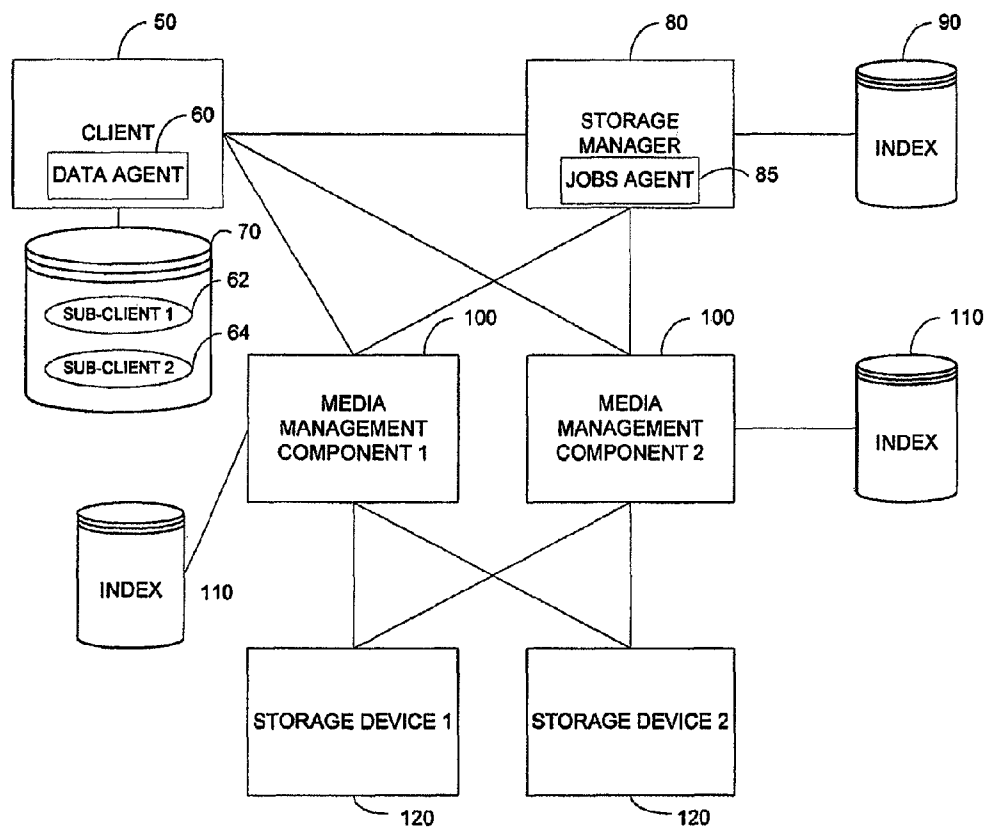 50
80
90
CLIENT
60
DATA AGENT
STORAGE
MANAGER
JOBS AGENT
85
INDEX
70
62
SUB-CLIENT 1
64
SUB-CLIENT 2
100
100
110
MEDIA
MANAGEMENT
COMPONENT 1
MEDIA
MANAGEMENT
COMPONENT 2
INDEX
INDEX
110
STORAGE DEVICE 1
STORAGE DEVICE 2
120
120